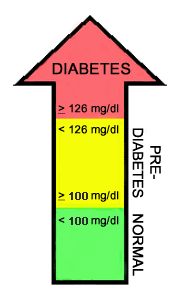 DIABETES
≥ 126 mg/dl
< 126 mg/dl
≥ 100 mg/dl
< 100 mg/dl
PRE-
DIABETES
NORMAL